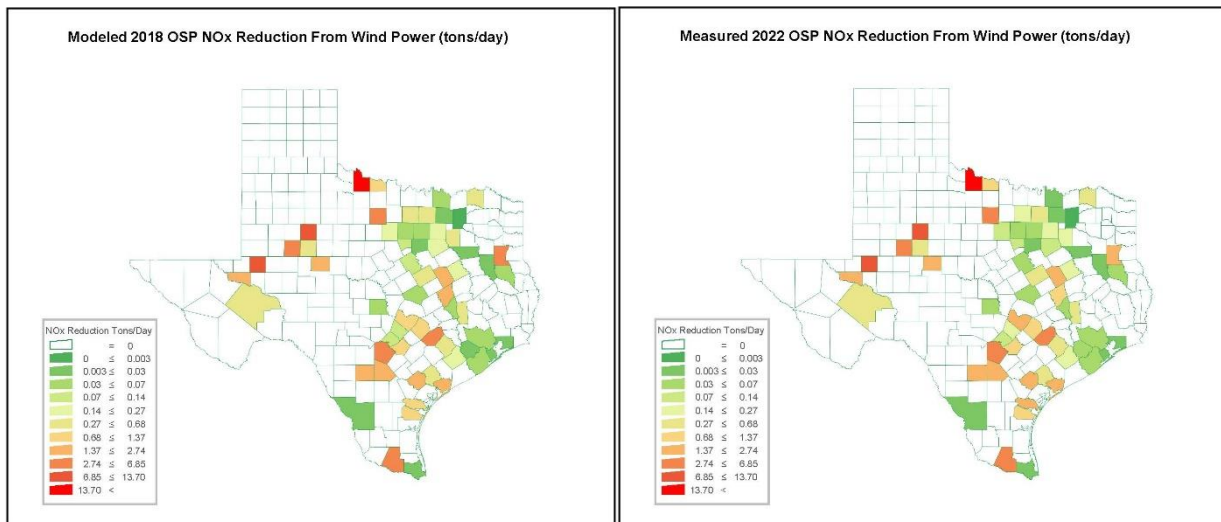 Modeled 2018 OSP NOx Reduction From Wind Power (tons/day)
NOx Reduction Tons/Day
= 0
0 ≤ 0.003
0.003 ≤ 0.03
0.03 ≤ 0.07
0.07 ≤ 0.14
0.14 ≤ 0.27
0.27 ≤ 0.68
0.68 ≤ 1.37
1.37 ≤ 2.74
2.74 ≤ 6.85
6.85 ≤ 13.70
13.70 <
Measured 2022 OSP NOx Reduction From Wind Power (tons/day)
NOx Reduction Tons/Day
= 0
0 ≤ 0.003
0.003 ≤ 0.03
0.03 ≤ 0.07
0.07 ≤ 0.14
0.14 ≤ 0.27
0.27 ≤ 0.68
0.68 ≤ 1.37
1.37 ≤ 2.74
2.74 ≤ 6.85
6.85 ≤ 13.70
13.70 <